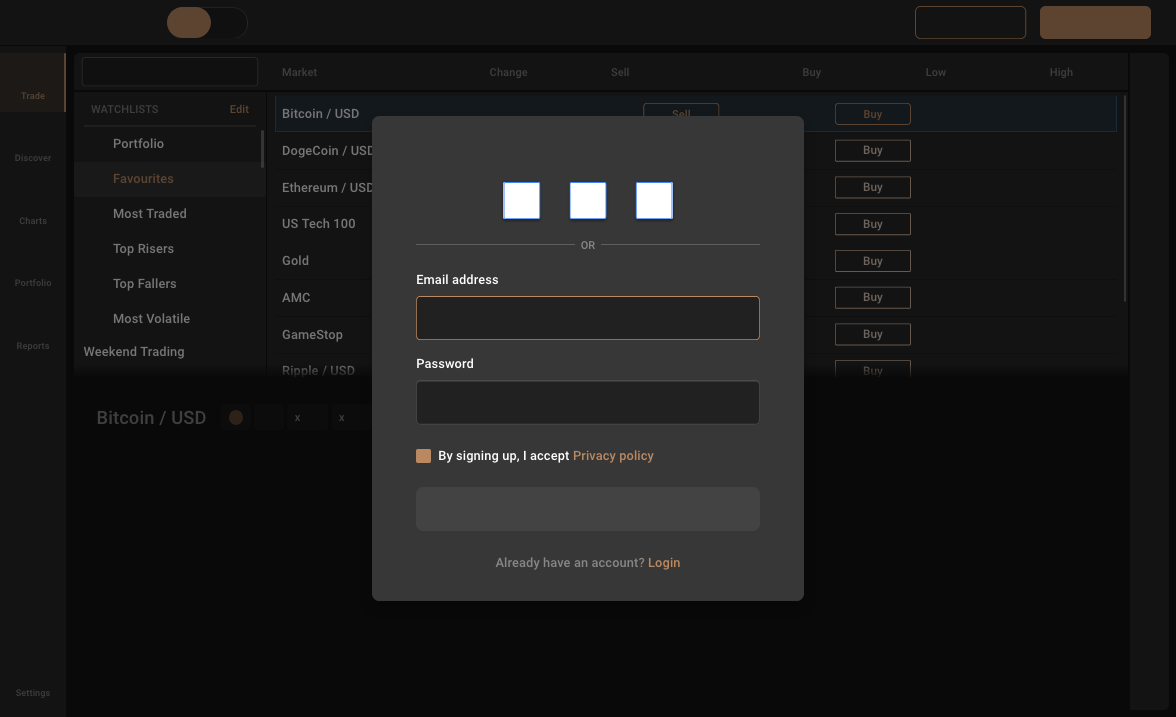 Market Change Sell Buy Low High
Trade
WATCHLISTS Edit
Bitcoin / USD Sell Buy
Portfolio
DogeCoin / USD Buy
Discover
Favourites
Ethereum / USD Buy
Most Traded
US Tech 100 Buy
Charts
OR
Top Risers
Gold Buy
Email address
Top Fallers
Portfolio
AMC Buy
Most Volatile
GameStop Buy
Reports
Weekend Trading
Password
Ripple / USD Buy
Bitcoin / USD x x
By signing up, I accept Privacy policy
Already have an account? Login
Settings